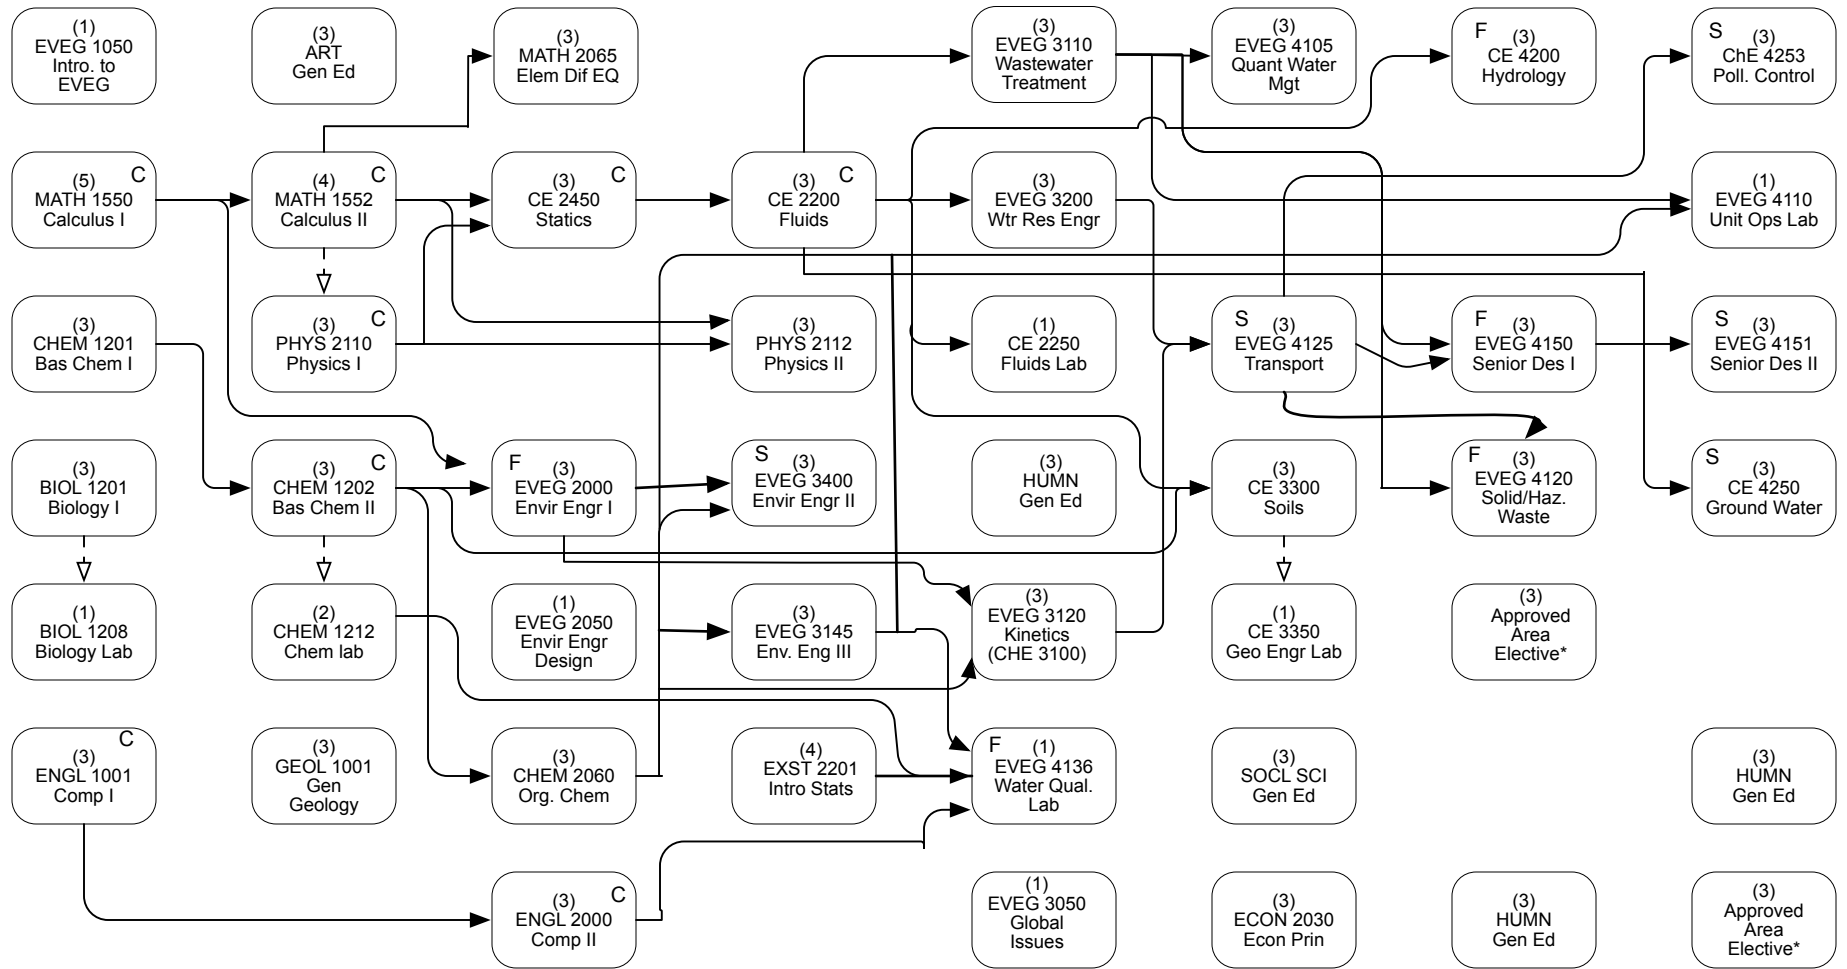 (1)
EVEG 1050
Intro. to
EVEG
(3)
ART
Gen Ed
(3)
MATH 2065
Elem Dif EQ
(3)
EVEG 3110
Wastewater
Treatment
(3)
EVEG 4105
Quant Water
Mgt
F (3)
CE 4200
Hydrology
S (3)
ChE 4253
Poll. Control
(5)
MATH 1550
Calculus I
C
(4)
MATH 1552
Calculus II
C
(3)
CE 2450
Statics
C
(3)
CE 2200
Fluids
C
(3)
EVEG 3200
Wtr Res Engr
(1)
EVEG 4110
Unit Ops Lab
(3)
CHEM 1201
Bas Chem I
(3)
PHYS 2110
Physics I
C
(3)
PHYS 2112
Physics II
(1)
CE 2250
Fluids Lab
S (3)
EVEG 4125
Transport
F (3)
EVEG 4150
Senior Des I
S (3)
EVEG 4151
Senior Des II
(3)
BIOL 1201
Biology I
(3)
CHEM 1202
Bas Chem II
C
F (3)
EVEG 2000
Envir Engr I
S (3)
EVEG 3400
Envir Engr II
(3)
HUMN
Gen Ed
(3)
CE 3300
Soils
F (3)
EVEG 4120
Solid/Haz.
Waste
S (3)
CE 4250
Ground Water
(1)
BIOL 1208
Biology Lab
(2)
CHEM 1212
Chem lab
(1)
EVEG 2050
Envir Engr
Design
(3)
EVEG 3145
Env. Eng III
(3)
EVEG 3120
Kinetics
(CHE 3100)
(1)
CE 3350
Geo Engr Lab
(3)
Approved
Area
Elective*
(3)
ENGL 1001
Comp I
C
(3)
GEOL 1001
Gen
Geology
(3)
CHEM 2060
Org. Chem
(4)
EXST 2201
Intro Stats
F (1)
EVEG 4136
Water Qual.
Lab
(3)
SOCL SCI
Gen Ed
(3)
HUMN
Gen Ed
(3)
ENGL 2000
Comp II
C
(1)
EVEG 3050
Global
Issues
(3)
ECON 2030
Econ Prin
(3)
HUMN
Gen Ed
(3)
Approved
Area
Elective*